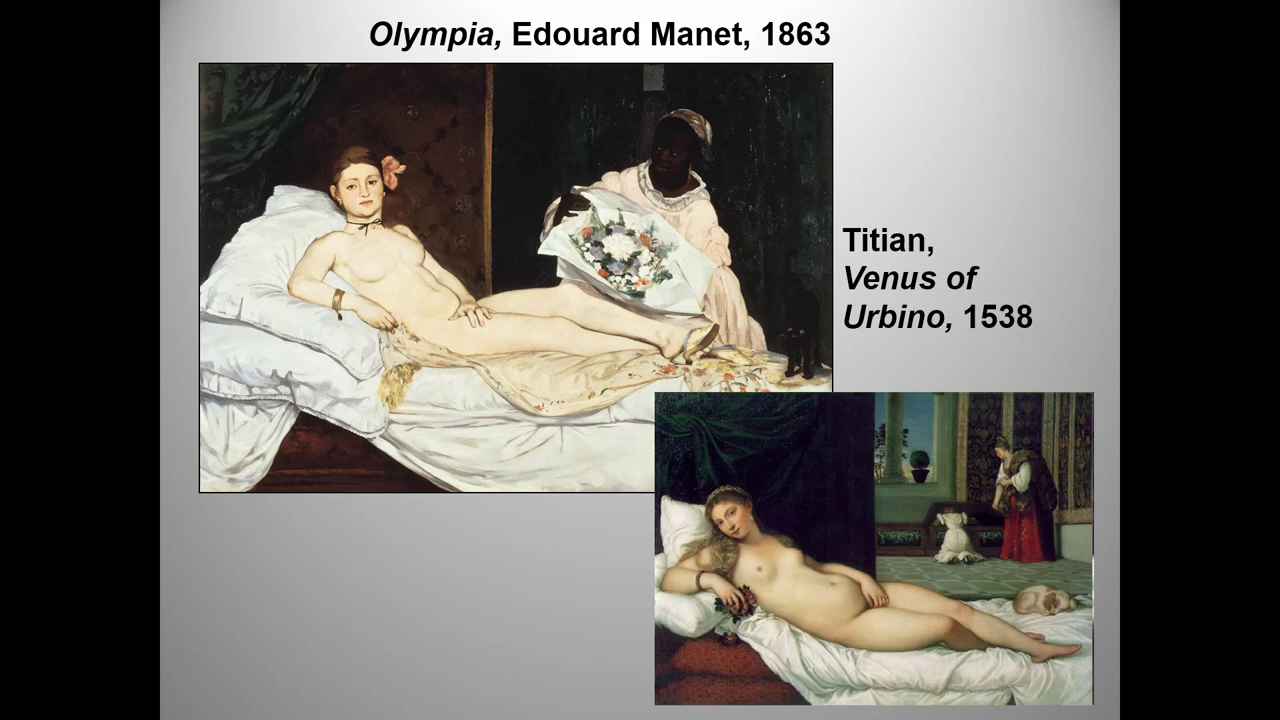 Olympia, Edouard Manet, 1863
Titian,
Venus of
Urbino, 1538